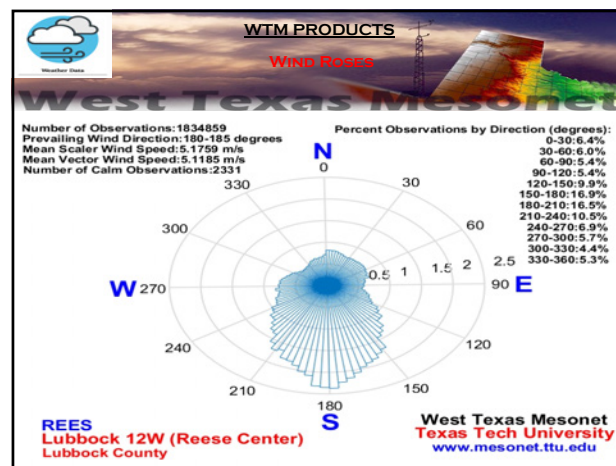 WTM PRODUCTS
Weather Data
WIND ROSES
West Texas Mesonet
Number of Observations:1834859
Prevailing Wind Direction:180-185 degrees
Mean Scaler Wind Speed:5.1759 m/s
Mean Vector Wind Speed:5.1185 m/s
Number of Calm Observations:2331
Percent Observations by Direction (degrees):
0-30:6.4%
30-60:6.0%
60-90:5.4%
90-120:5.4%
120-150:9.9%
150-180:16.9%
180-210:16.5%
210-240:10.5%
240-270:6.9%
270-300:5.7%
300-330:4.4%
330-360:5.3%
N
0
330
30
300
60
0.5 1 1.5 2 2.5
W 270
90 E
240
120
210
150
180
S
REES
Lubbock 12W (Reese Center)
Lubbock County
West Texas Mesonet
Texas Tech University
www.mesonet.ttu.edu